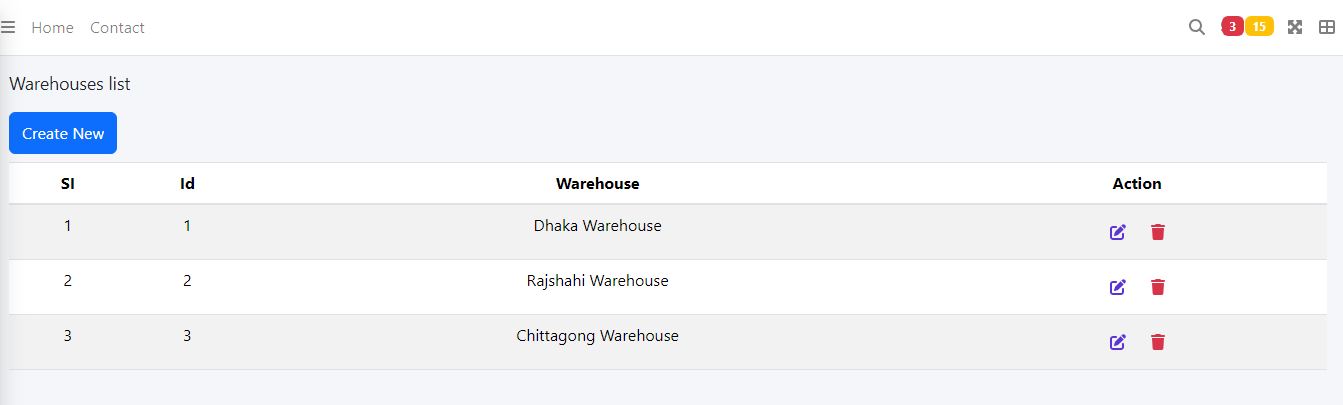 Home Contact 3 15
Warehouses list
Create New
SI Id Warehouse Action
1 1 Dhaka Warehouse
2 2 Rajshahi Warehouse
3 3 Chittagong Warehouse